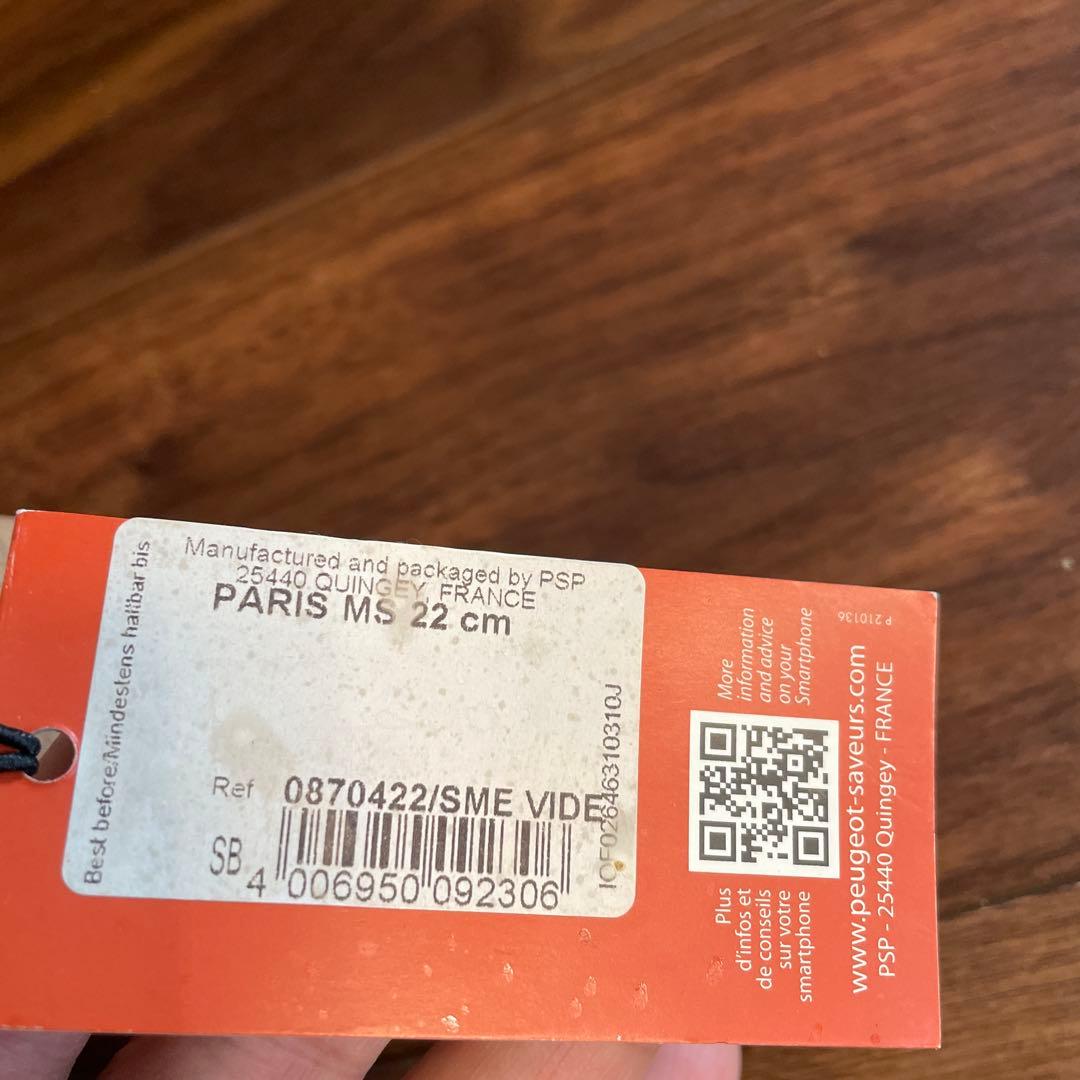 Manufactured and packaged by PSP
25440 QUINGEY, FRANCE
PARIS MS 22 cm
Best before/Mindestens haltbar bis
Ref 0870422/SME VIDE
SB
4 006950 092306
More
information
and advice
on your
Smartphone
Plus
d'infos et
de conseils
sur votre
smartphone
www.peugeot-saveurs.com
PSP - 25440 Quingey - FRANCE
P210136